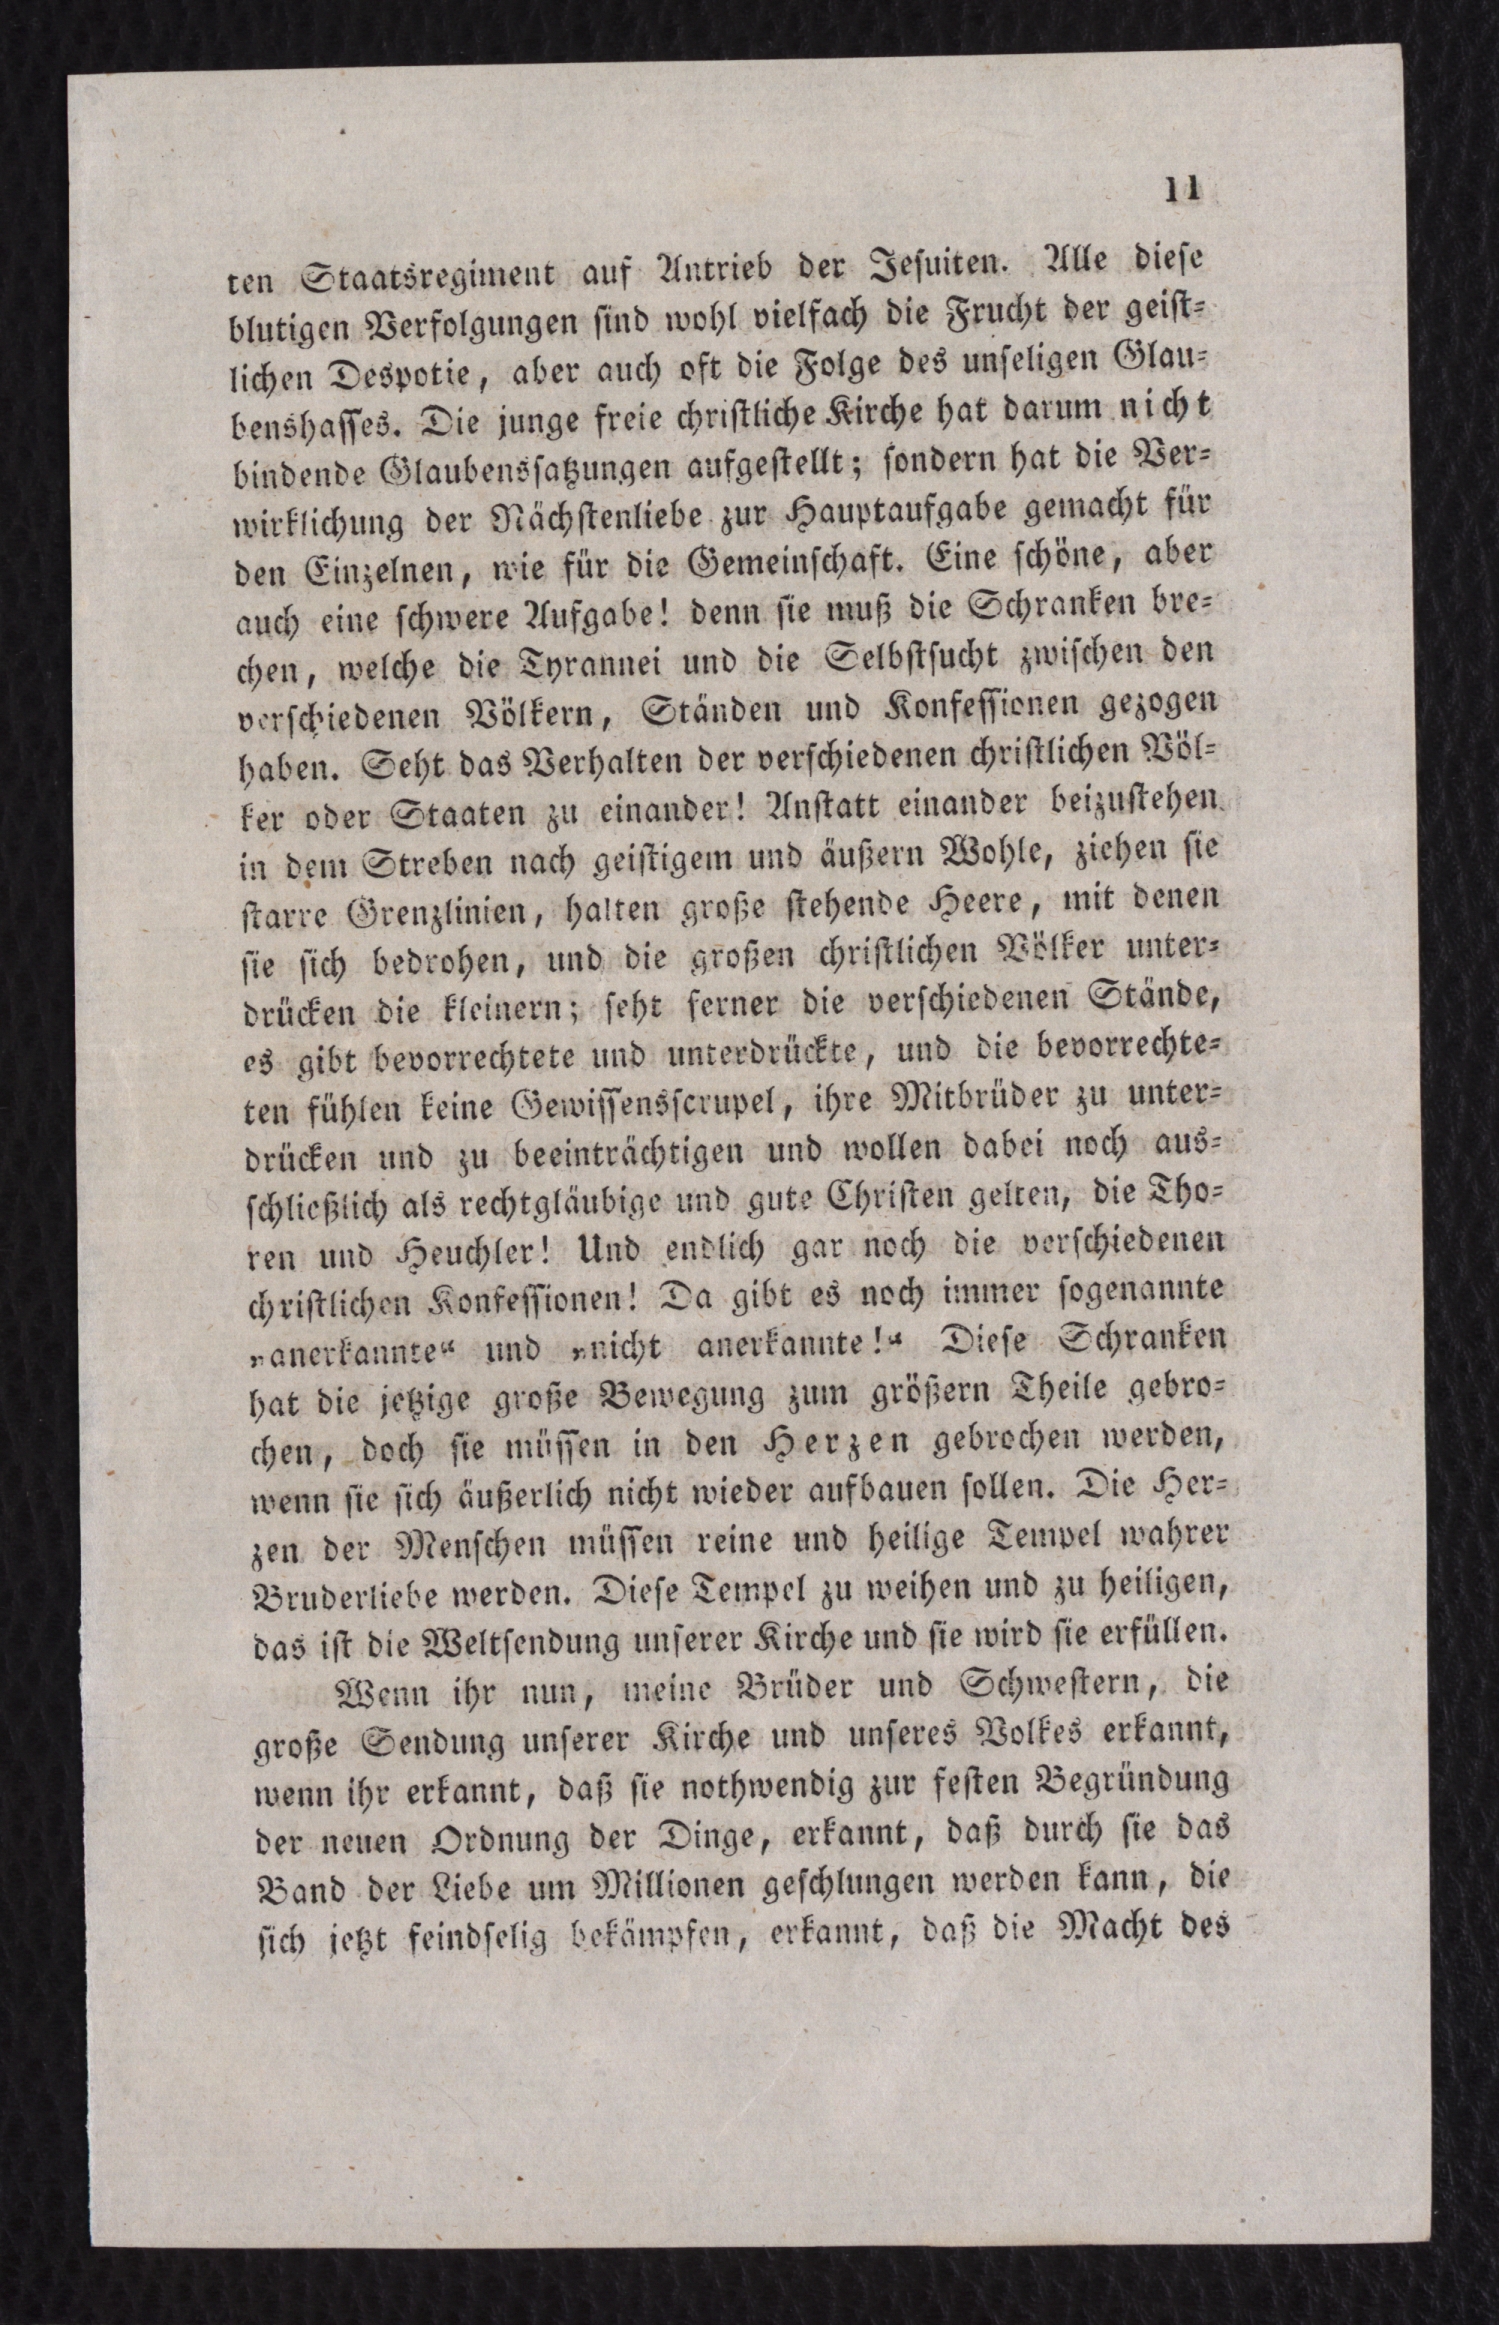 11
ten Staatsregiment auf Antrieb der Jesuiten. Alle diese
blutigen Verfolgungen sind wohl vielfach die Frucht der geist-
lichen Despotie, aber auch oft die Folge des unseligen Glau-
benshasses. Die junge freie christliche Kirche hat darum nicht
bindende Glaubenssatzungen aufgestellt; sondern hat die Ver-
wirklichung der Nächstenliebe zur Hauptaufgabe gemacht für
den Einzelnen, wie für die Gemeinschaft. Eine schöne, aber
auch eine schwere Aufgabe! denn sie muß die Schranken bre-
chen, welche die Tyrannei und die Selbstsucht zwischen den
verschiedenen Völkern, Ständen und Konfessionen gezogen
haben. Seht das Verhalten der verschiedenen christlichen Völ-
ker oder Staaten zu einander! Anstatt einander beizustehen
in dem Streben nach geistigem und äußern Wohle, ziehen sie
starre Grenzlinien, halten große stehende Heere, mit denen
sie sich bedrohen, und die großen christlichen Völker unter-
drücken die kleinern; seht ferner die verschiedenen Stände,
es gibt bevorrechtete und unterdrückte, und die bevorrechte-
ten fühlen keine Gewissensscrupel, ihre Mitbrüder zu unter-
drücken und zu beeinträchtigen und wollen dabei noch aus-
schließlich als rechtgläubige und gute Christen gelten, die Tho-
ren und Heuchler! Und endlich gar noch die verschiedenen
christlichen Konfessionen! Da gibt es noch immer sogenannte
„anerkannte“ und „nicht anerkannte!“ Diese Schranken
hat die jetzige große Bewegung zum größern Theile gebro-
chen, doch sie müssen in den Herzen gebrochen werden,
wenn sie sich äußerlich nicht wieder aufbauen sollen. Die Her-
zen der Menschen müssen reine und heilige Tempel wahrer
Bruderliebe werden. Diese Tempel zu weihen und zu heiligen,
das ist die Weltsendung unserer Kirche und sie wird sie erfüllen.
Wenn ihr nun, meine Brüder und Schwestern, die
große Sendung unserer Kirche und unseres Volkes erkannt,
wenn ihr erkannt, daß sie nothwendig zur festen Begründung
der neuen Ordnung der Dinge, erkannt, daß durch sie das
Band der Liebe um Millionen geschlungen werden kann, die
sich jetzt feindselig bekämpfen, erkannt, daß die Macht des